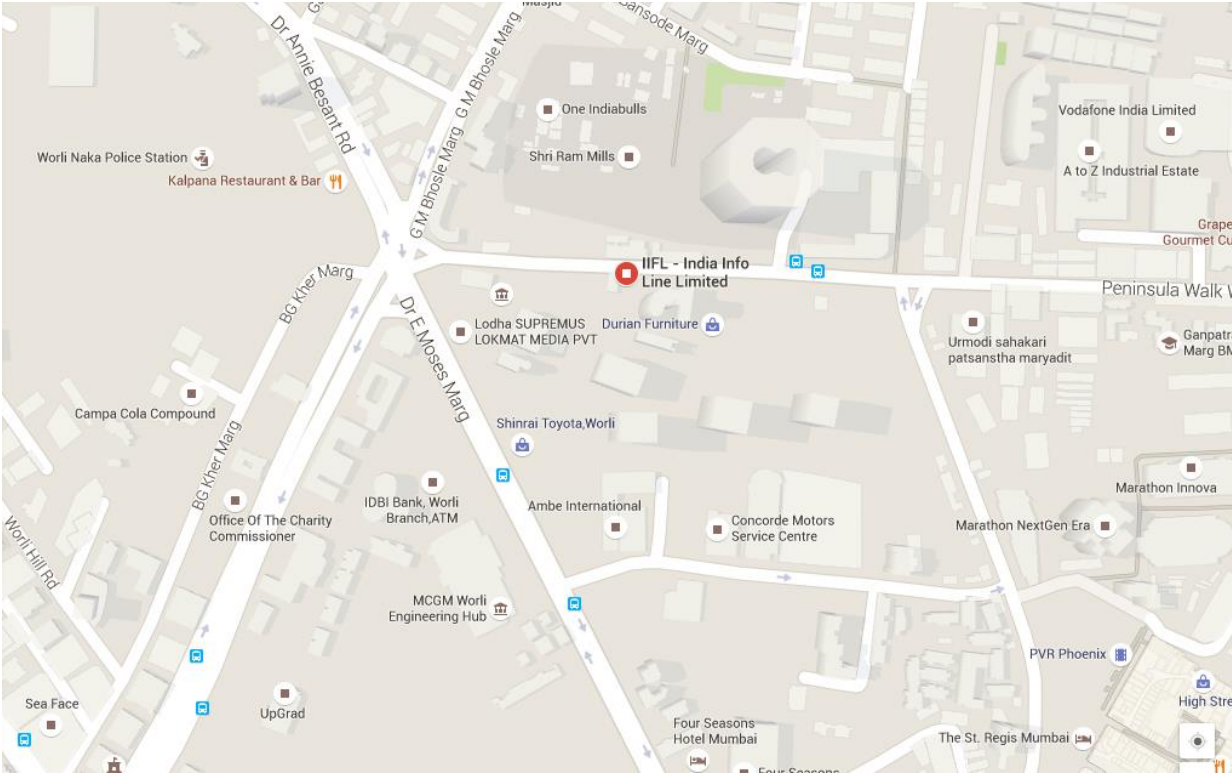 Masjid
Bansode Marg
Dr Annie Besant Rd
G M Bhosle Marg
G M Bhosle Marg
One Indiabulls
Shri Ram Mills
Vodafone India Limited
A to Z Industrial Estate
Worli Naka Police Station
Kalpana Restaurant & Bar
Grape
Gourmet Cu
IIFL - India Info
Line Limited
BG Kher Marg
Peninsula Walk
Dr E Moses Marg
Lodha SUPREMUS
LOKMAT MEDIA PVT
Durian Furniture
Urmodi sahakari
patsanstha maryadit
Ganpatr
Marg BM
Campa Cola Compound
Shinrai Toyota,Worli
BG Kher Marg
IDBI Bank, Worli
Branch,ATM
Office Of The Charity
Commissioner
Ambe International
Concorde Motors
Service Centre
Marathon Innova
Marathon NextGen Era
Worli Hill Rd
MCGM Worli
Engineering Hub
PVR Phoenix
High Stre
Sea Face
UpGrad
Four Seasons
Hotel Mumbai
The St. Regis Mumbai
Four Seasons